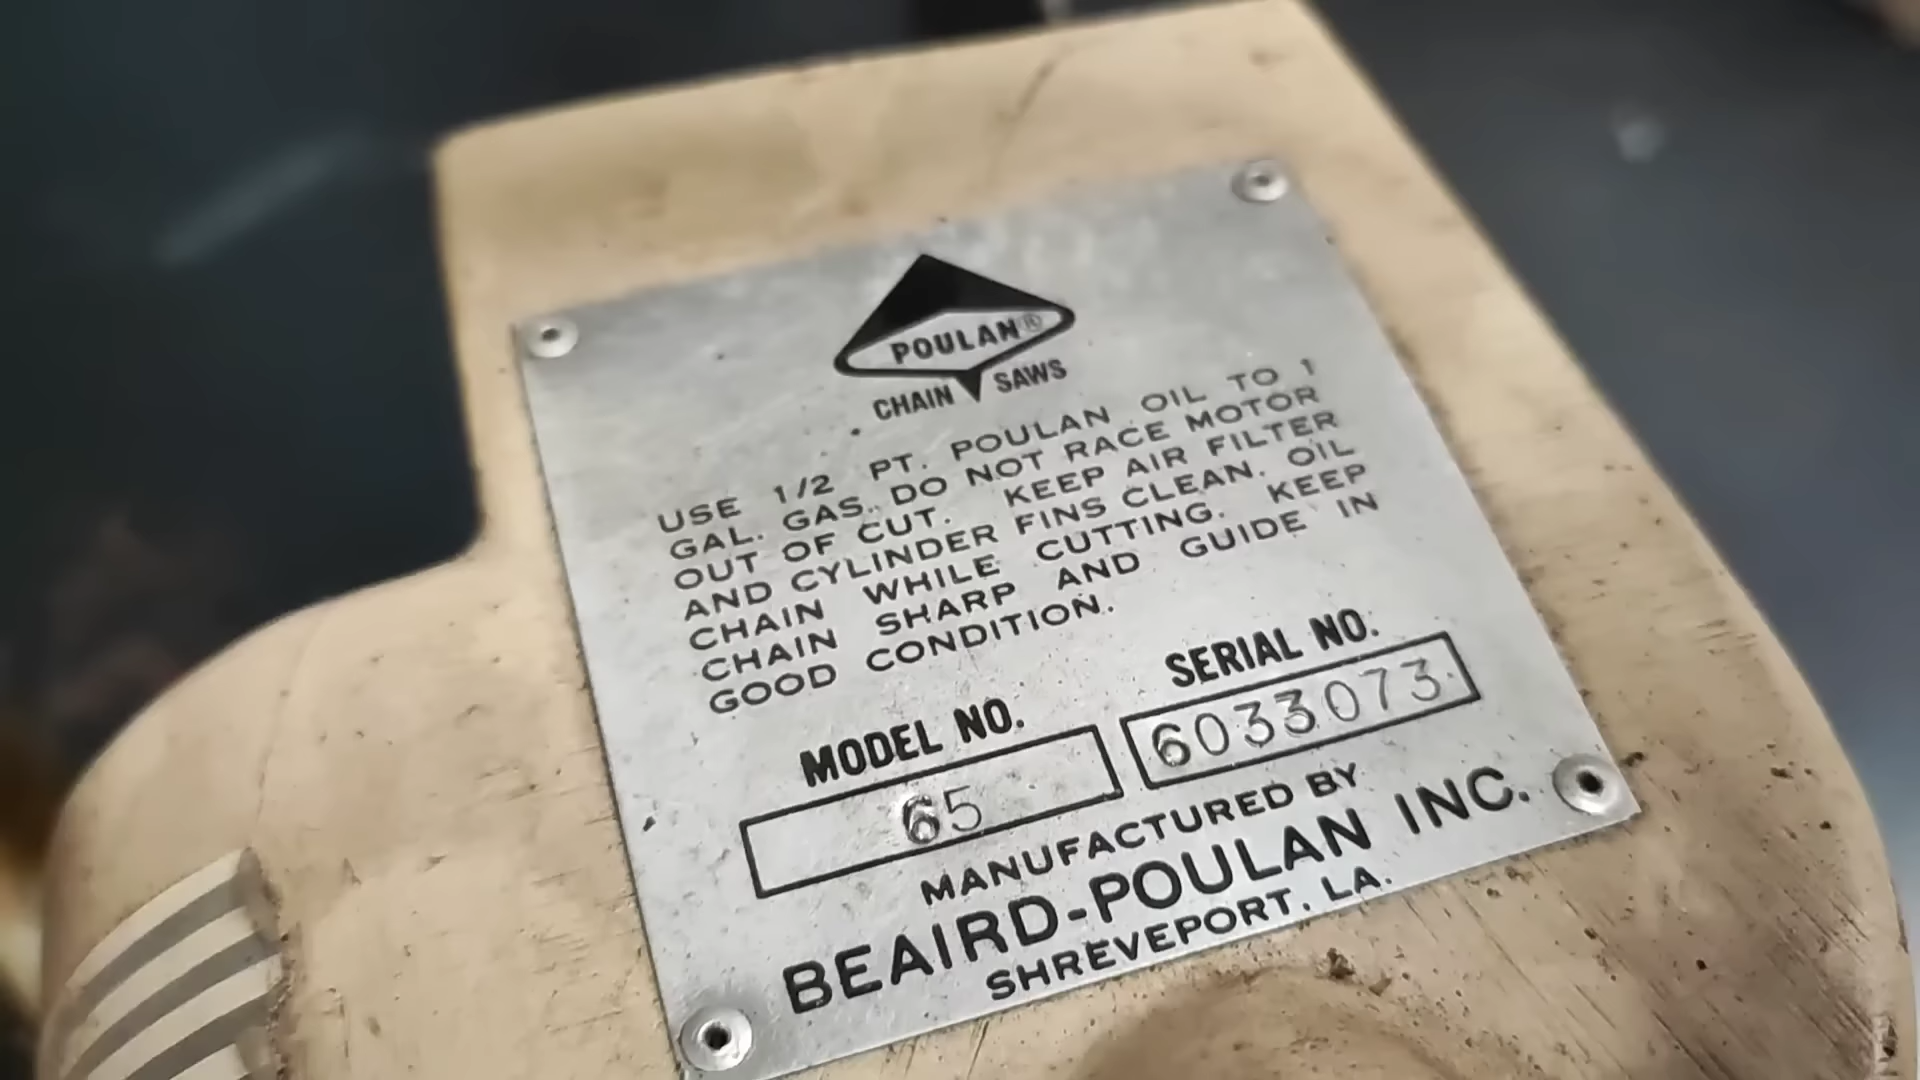 POULAN®
CHAIN SAWS
USE 1/2 PT. POULAN OIL TO 1
GAL. GAS. DO NOT RACE MOTOR
OUT OF CUT. KEEP AIR FILTER
AND CYLINDER FINS CLEAN. OIL
CHAIN WHILE CUTTING. KEEP
CHAIN SHARP AND GUIDE IN
GOOD CONDITION.
MODEL NO.
65
SERIAL NO.
6033073
MANUFACTURED BY
BEAIRD-POULAN INC.
SHREVEPORT, LA.